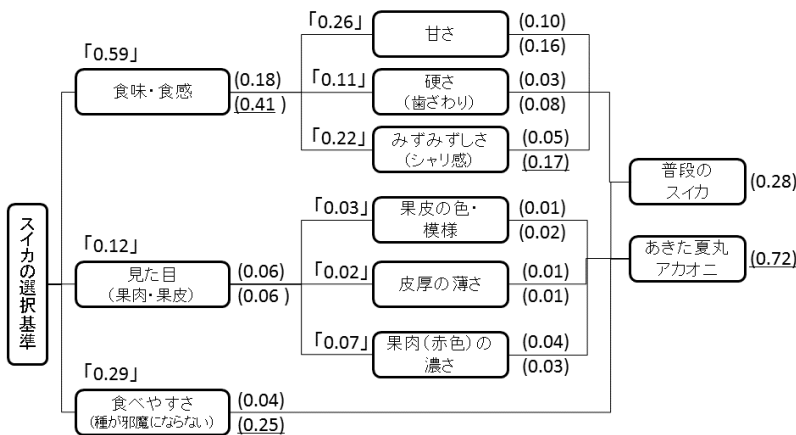 スイカの選択基準
「0.59」
食味・食感
(0.18)
(0.41 )
「0.12」
見た目
(果肉・果皮)
(0.06)
(0.06 )
「0.29」
食べやすさ
(種が邪魔にならない)
(0.04)
(0.25)
「0.26」
甘さ
(0.10)
(0.16)
「0.11」
硬さ
(歯ざわり)
(0.03)
(0.08)
「0.22」
みずみずしさ
(シャリ感)
(0.05)
(0.17)
「0.03」
果皮の色・
模様
(0.01)
(0.02)
「0.02」
皮厚の薄さ
(0.01)
(0.01)
「0.07」
果肉(赤色)の
濃さ
(0.04)
(0.03)
普段の
スイカ
(0.28)
あきた夏丸
アカオニ
(0.72)